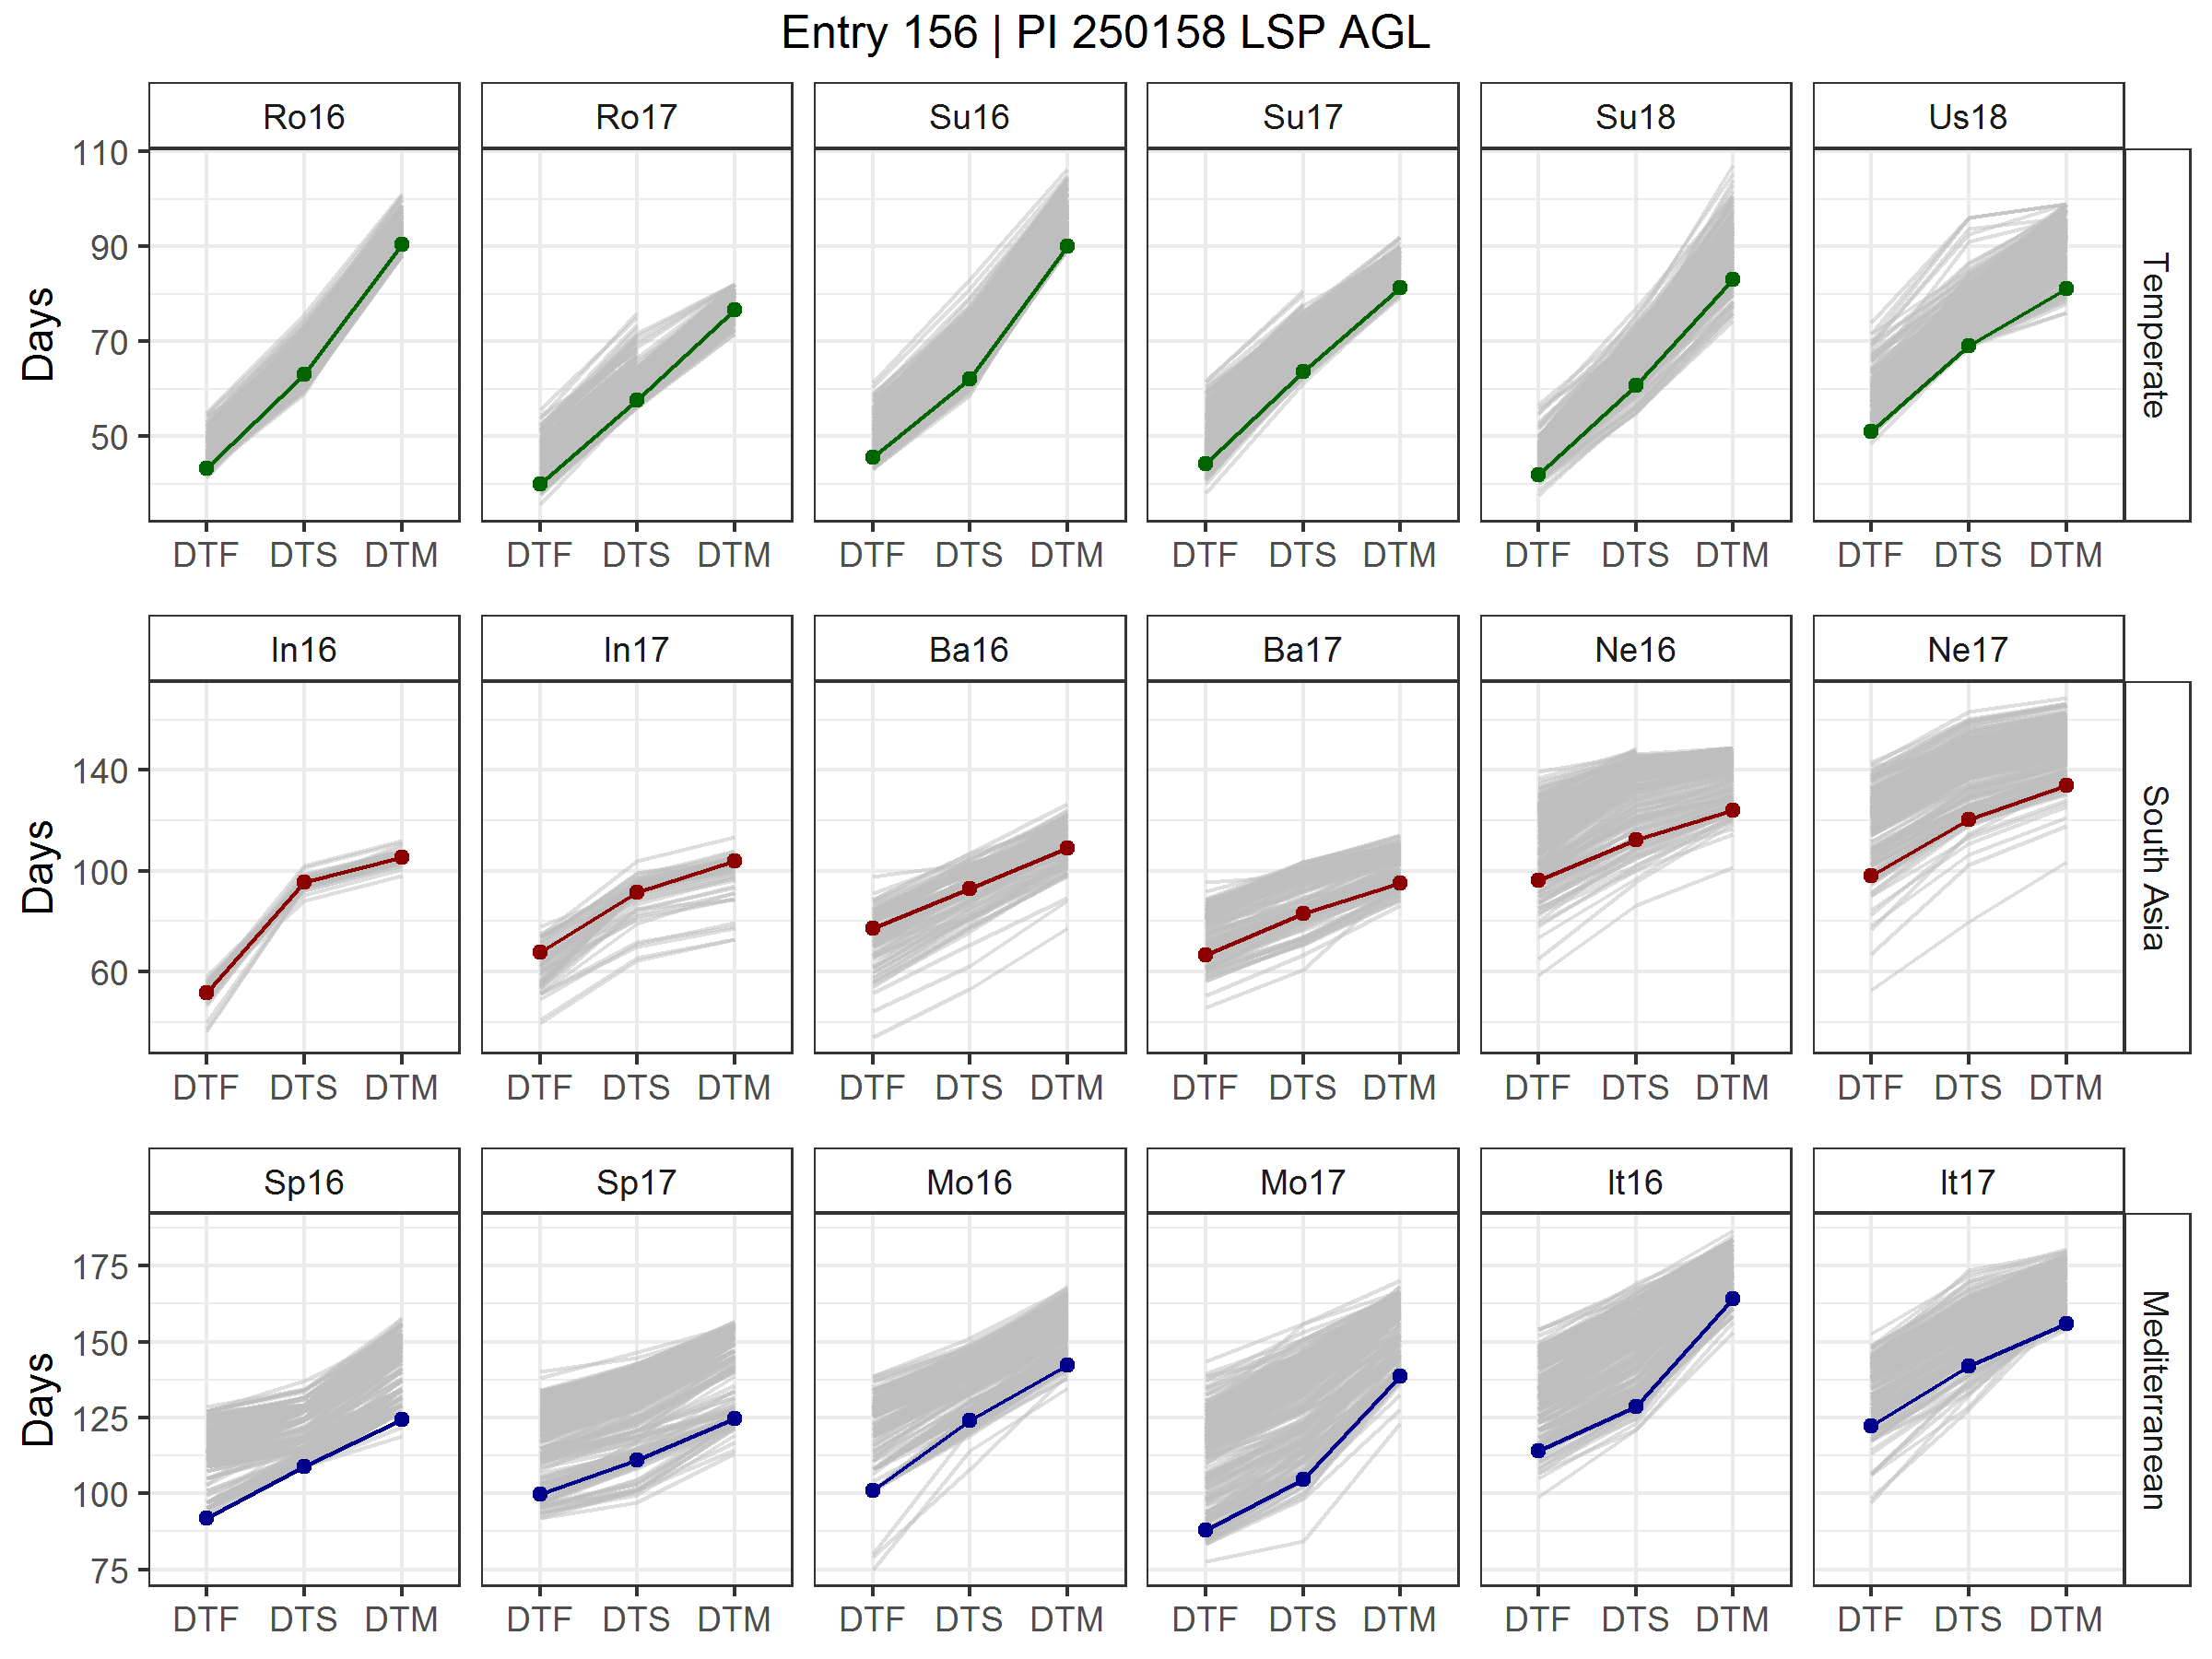 Entry 156 | PI 250158 LSP AGL
Ro16 Ro17 Su16 Su17 Su18 Us18
110
90
70
50
Days
Temperate
DTF DTS DTM DTF DTS DTM DTF DTS DTM DTF DTS DTM DTF DTS DTM DTF DTS DTM
In16 In17 Ba16 Ba17 Ne16 Ne17
140
100
60
Days
South Asia
DTF DTS DTM DTF DTS DTM DTF DTS DTM DTF DTS DTM DTF DTS DTM DTF DTS DTM
Sp16 Sp17 Mo16 Mo17 It16 It17
175
150
125
100
75
Days
Mediterranean
DTF DTS DTM DTF DTS DTM DTF DTS DTM DTF DTS DTM DTF DTS DTM DTF DTS DTM